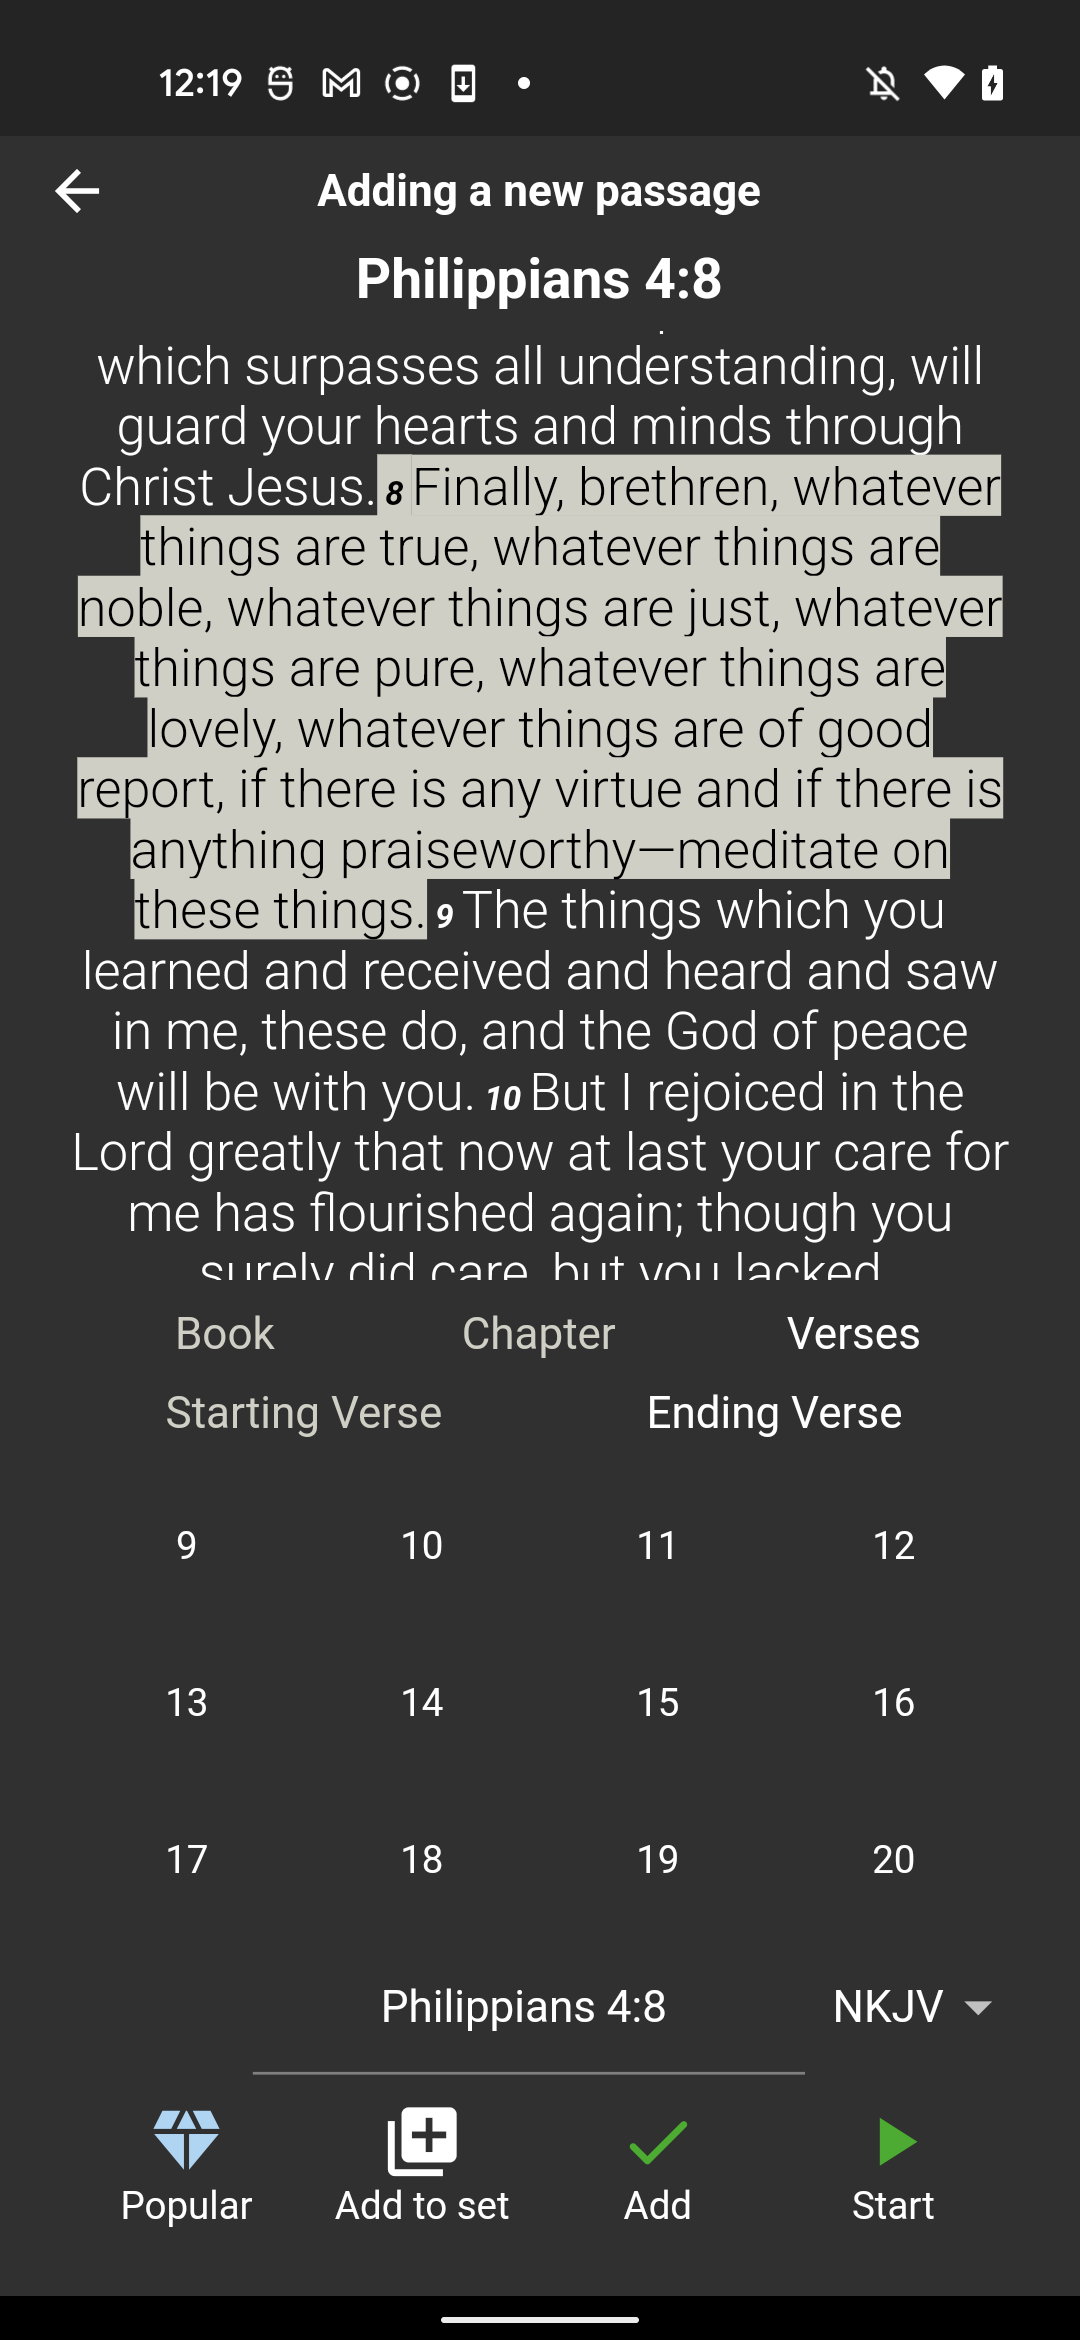 12:19
Adding a new passage
Philippians 4:8
which surpasses all understanding, will
guard your hearts and minds through
Christ Jesus. 8 Finally, brethren, whatever
things are true, whatever things are
noble, whatever things are just, whatever
things are pure, whatever things are
lovely, whatever things are of good
report, if there is any virtue and if there is
anything praiseworthy—meditate on
these things. 9 The things which you
learned and received and heard and saw
in me, these do, and the God of peace
will be with you. 10 But I rejoiced in the
Lord greatly that now at last your care for
me has flourished again; though you
surely did care, but you lacked
Book Chapter Verses
Starting Verse Ending Verse
9 10 11 12
13 14 15 16
17 18 19 20
Philippians 4:8 NKJV
Popular Add to set Add Start